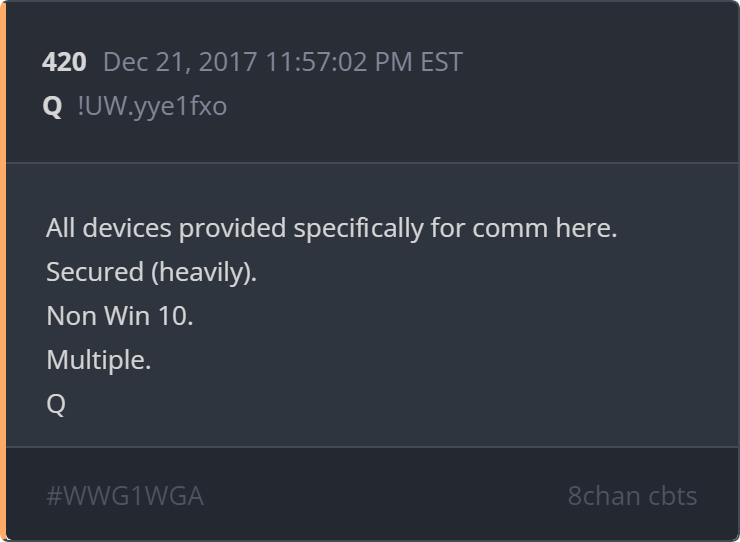 420 Dec 21, 2017 11:57:02 PM EST
Q !UW.yye1fxo
All devices provided specifically for comm here.
Secured (heavily).
Non Win 10.
Multiple.
Q
#WWG1WGA 8chan cbts